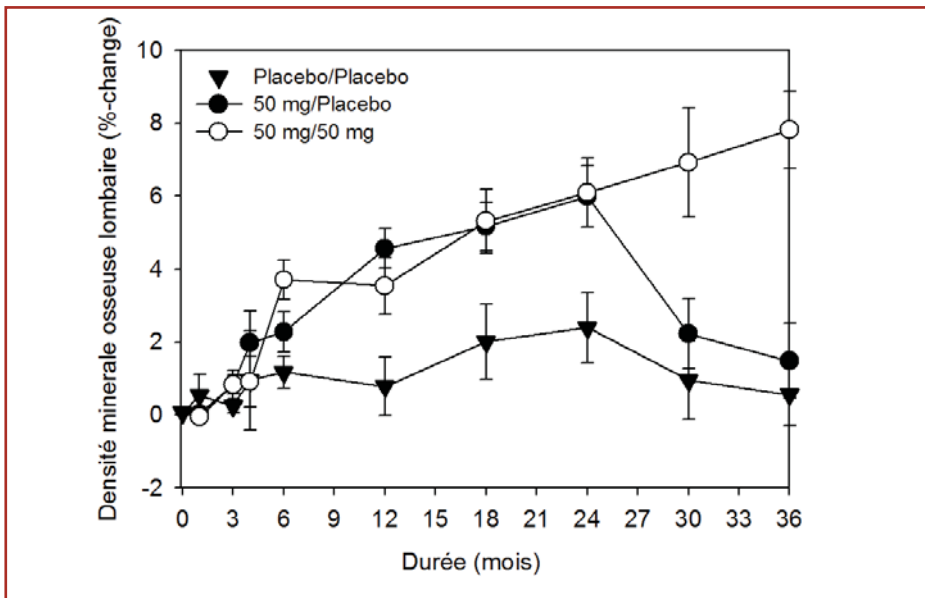 Densité minerale osseuse lombaire (%-change)
10
8
6
4
2
0
-2
Placebo/Placebo
50 mg/Placebo
50 mg/50 mg
0 3 6 9 12 15 18 21 24 27 30 33 36
Durée (mois)